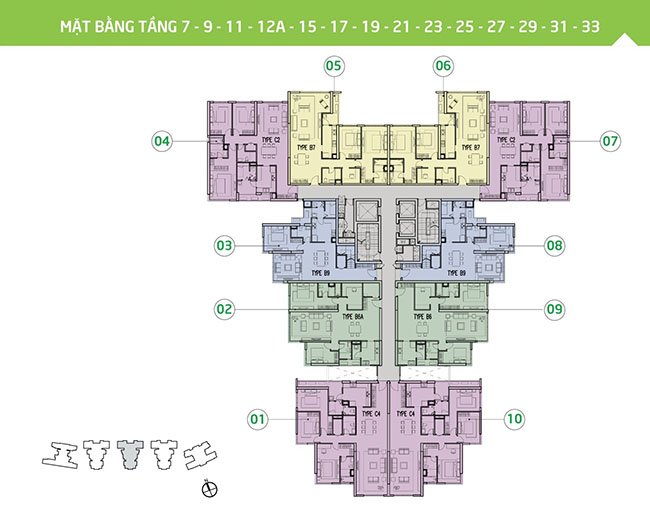 MẶT BẰNG TẦNG 7 - 9 - 11 - 12A - 15 - 17 - 19 - 21 - 23 - 25 - 27 - 29 - 31 - 33
05
06
04
TYPE C2
TYPE B7
TYPE B7
TYPE C2
07
03
TYPE B9
TYPE B9
08
02
TYPE B6A
TYPE B6
09
01
TYPE C4
TYPE C4
10